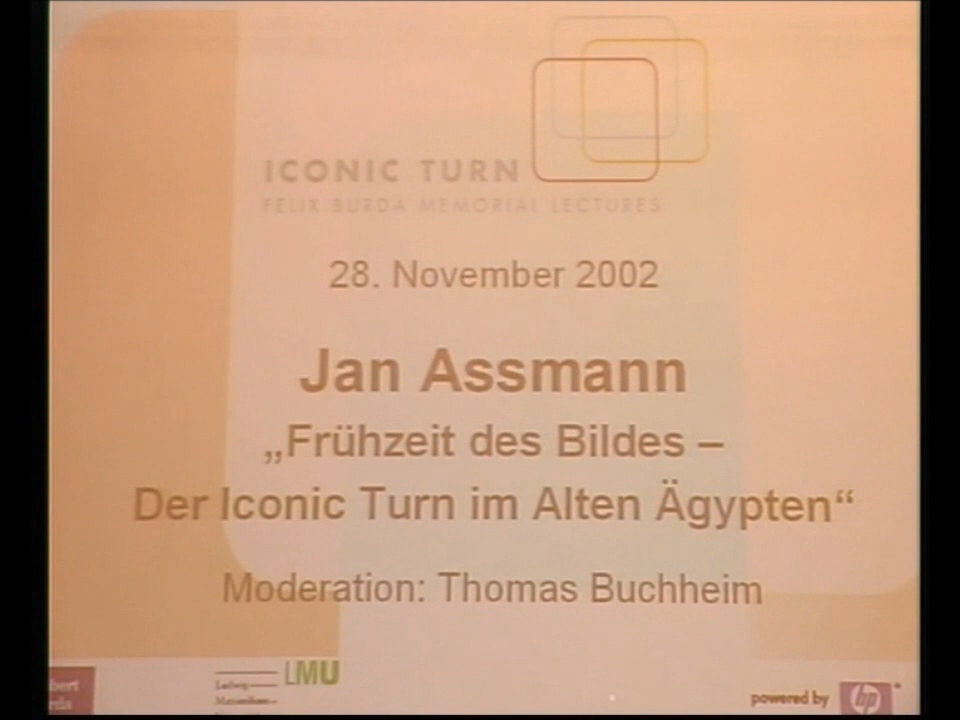 ICONIC TURN
FELIX BURDA MEMORIAL LECTURES
28. November 2002
Jan Assmann
„Frühzeit des Bildes –
Der Iconic Turn im Alten Ägypten“
Moderation: Thomas Buchheim
LMU
powered by hp